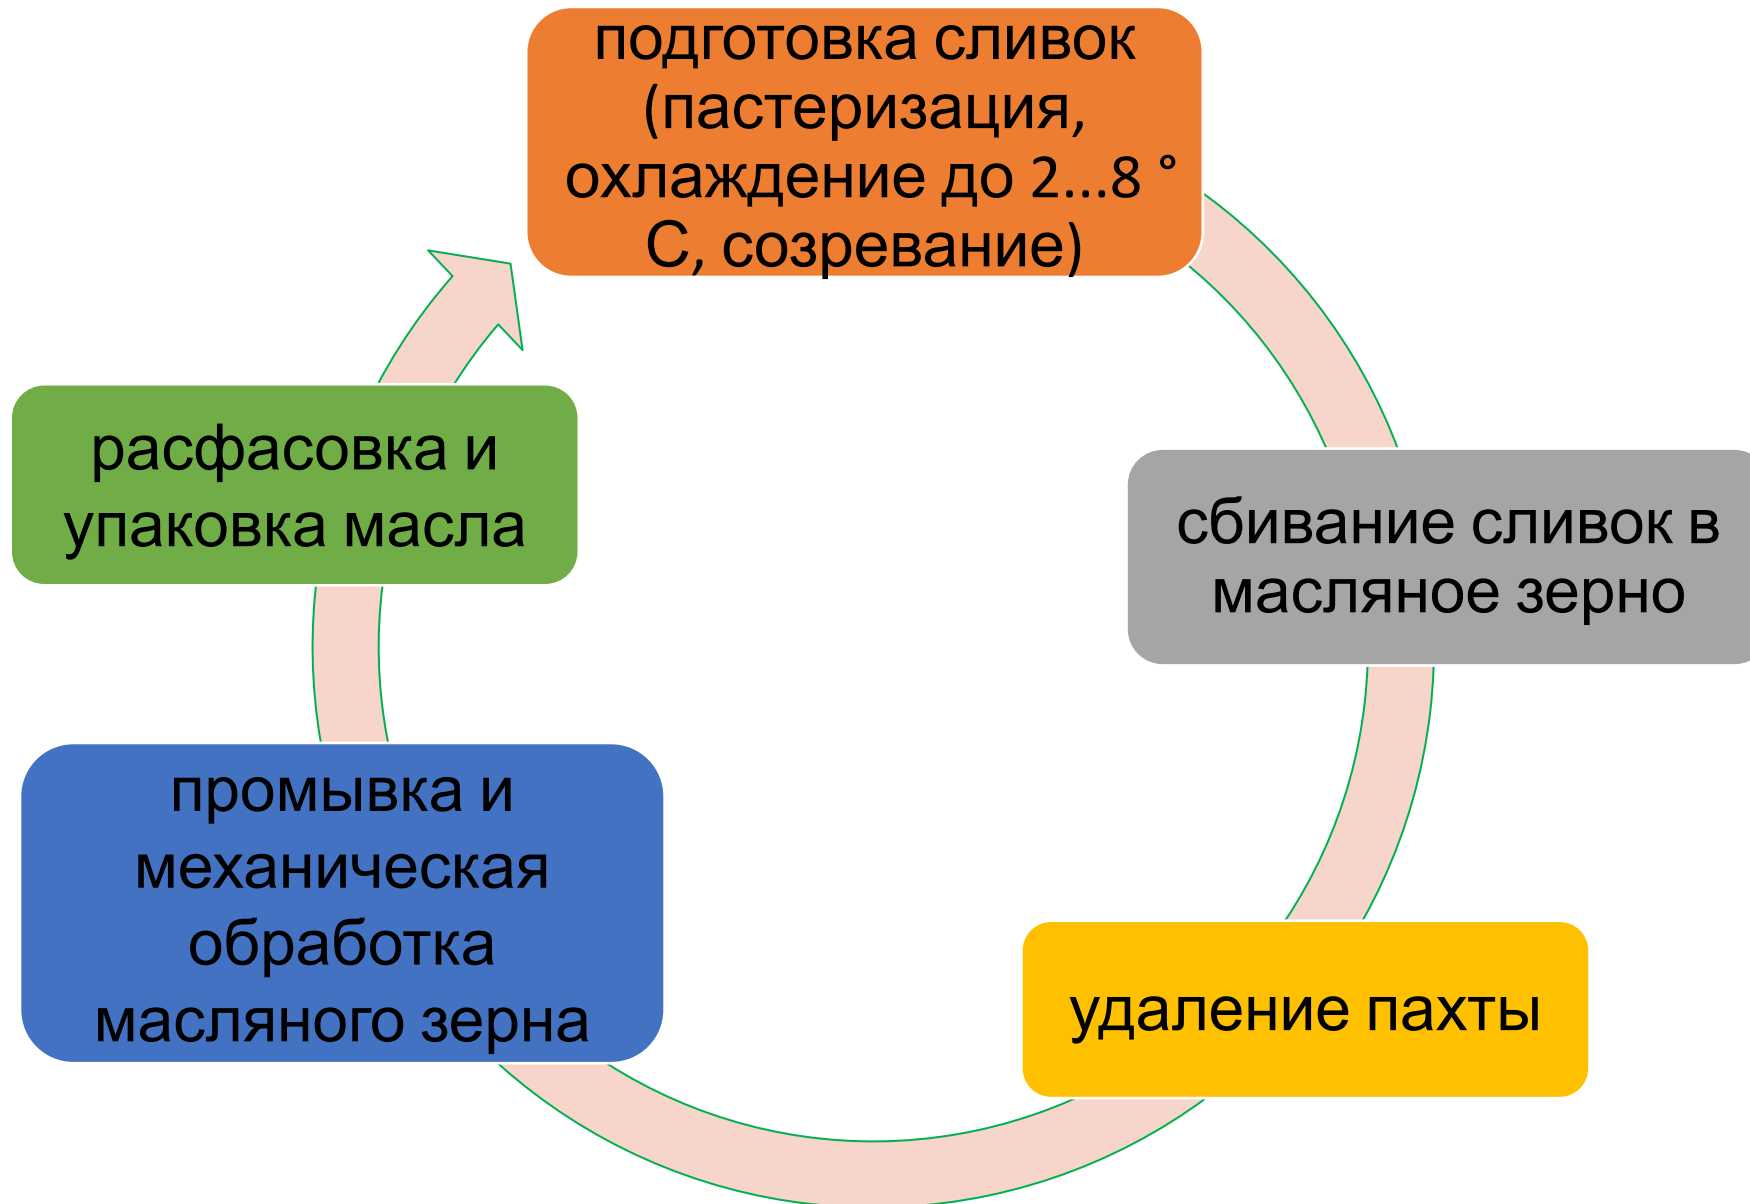 подготовка сливок
(пастеризация,
охлаждение до 2...8 °
С, созревание)
сбивание сливок в
масляное зерно
удаление пахты
промывка и
механическая
обработка
масляного зерна
расфасовка и
упаковка масла